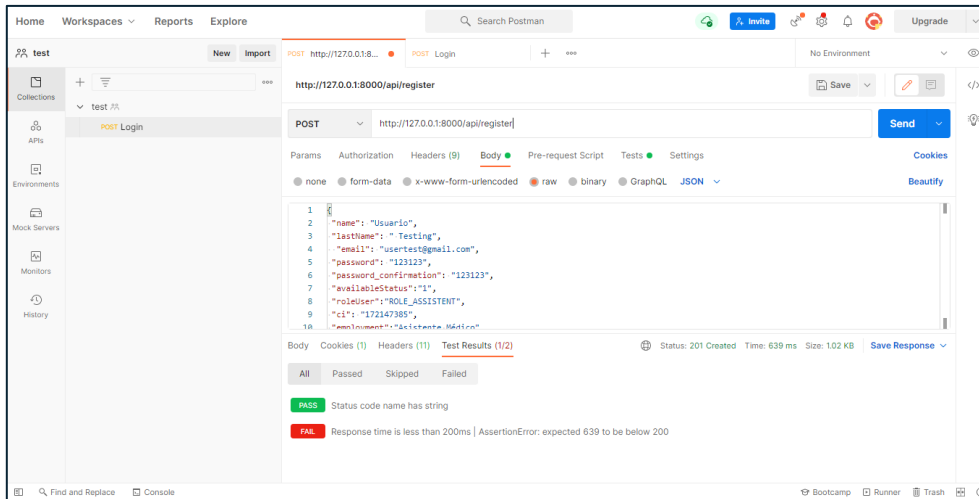 Home Workspaces Reports Explore Search Postman Invite Upgrade
test New Import POST http://127.0.0.1:8... POST Login + No Environment
http://127.0.0.1:8000/api/register Save
Collections
test
POST http://127.0.0.1:8000/api/register Send
POST Login
APIs
Params Authorization Headers (9) Body Pre-request Script Tests Settings Cookies
Environments
none form-data x-www-form-urlencoded raw binary GraphQL JSON Beautify
Mock Servers
Monitors
History
1 {
2 "name": "Usuario",
3 "lastName": " Testing",
4 "email": "usertest@gmail.com",
5 "password": "123123",
6 "password_confirmation": "123123",
7 "availableStatus":"1",
8 "roleUser":"ROLE_ASSISTENT",
9 "ci": "172147385",
10 "employment":"Asistente Médico"
Body Cookies (1) Headers (11) Test Results (1/2) Status: 201 Created Time: 639 ms Size: 1.02 KB Save Response
All Passed Skipped Failed
PASS Status code name has string
FAIL Response time is less than 200ms | AssertionError: expected 639 to be below 200
Find and Replace Console Bootcamp Runner Trash